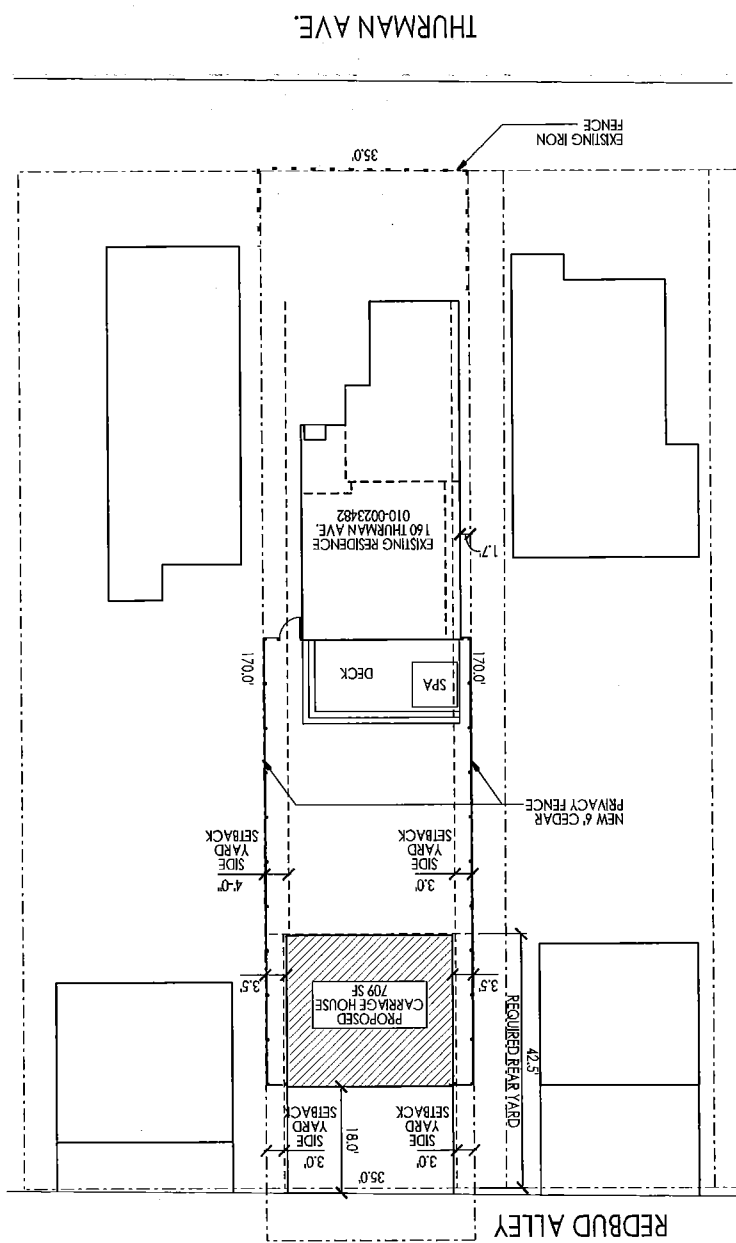 REDBUD ALLEY
35.0'
3.0'
SIDE
YARD
SETBACK
18.0'
3.0'
SIDE
YARD
SETBACK
42.5'
REQUIRED REAR YARD
PROPOSED
CARRIAGE HOUSE
709 SF
3.5'
3.5'
4'-0"
SIDE
YARD
SETBACK
3.0'
SIDE
YARD
SETBACK
NEW 6' CEDAR
PRIVACY FENCE
170.0'
DECK
SPA
170.0'
1.7'
EXISTING RESIDENCE
160 THURMAN AVE.
010-0023482
35.0'
EXISTING IRON
FENCE
THURMAN AVE.